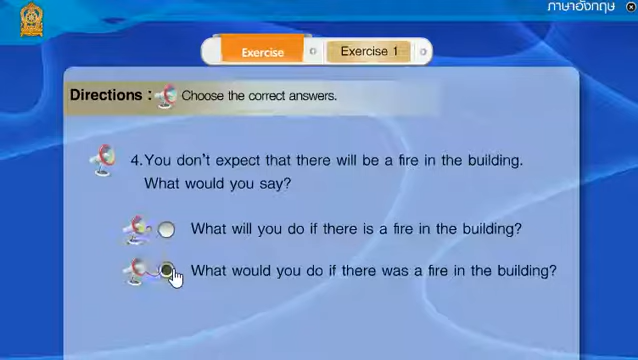 ภาษาอังกฤษ
Exercise
Exercise 1
Directions : Choose the correct answers.
4.You don't expect that there will be a fire in the building.
What would you say?
What will you do if there is a fire in the building?
What would you do if there was a fire in the building?